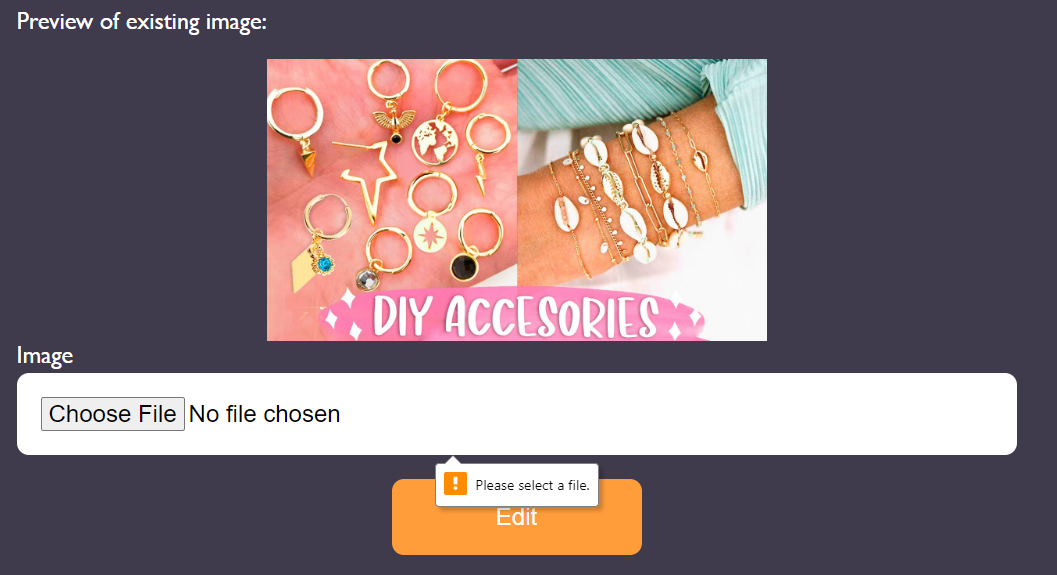 Preview of existing image:
DIY ACCESORIES
Image
Choose File No file chosen
! Please select a file.
Edit